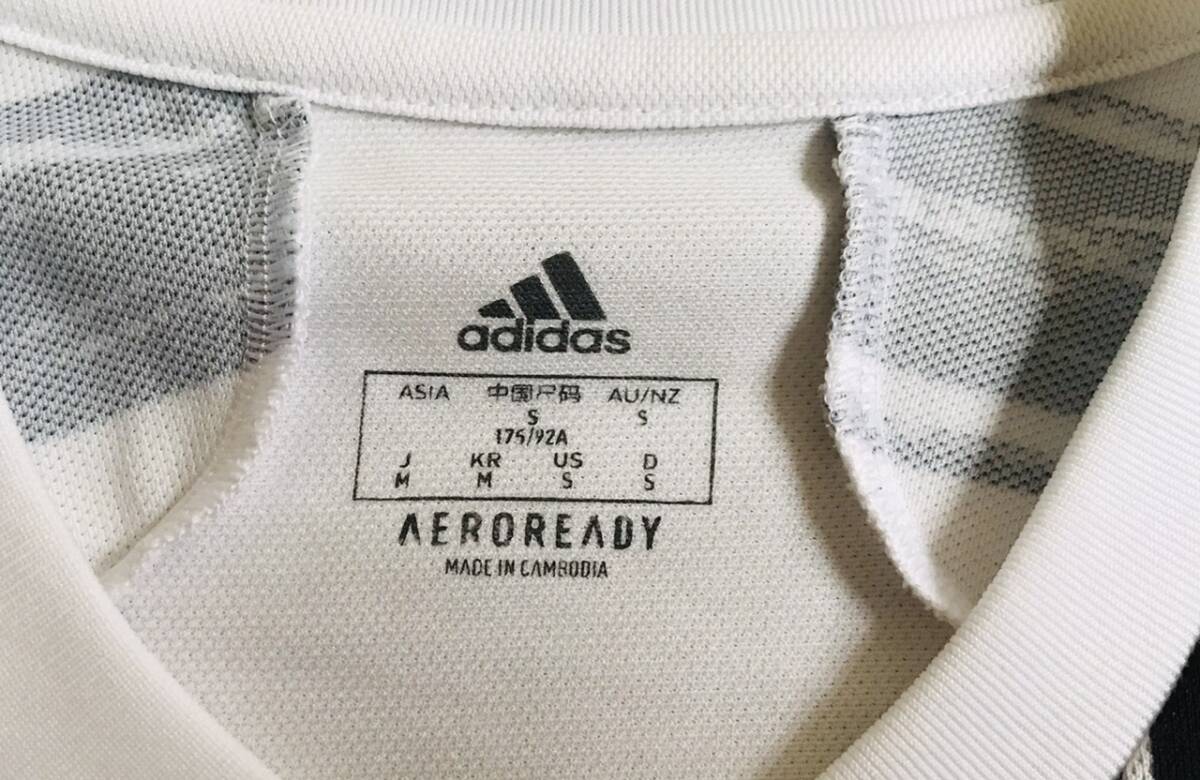 adidas
ASIA 中国尺码 AU/NZ
S S
175/92A
J KR US D
M M S S
AEROREADY
MADE IN CAMBODIA